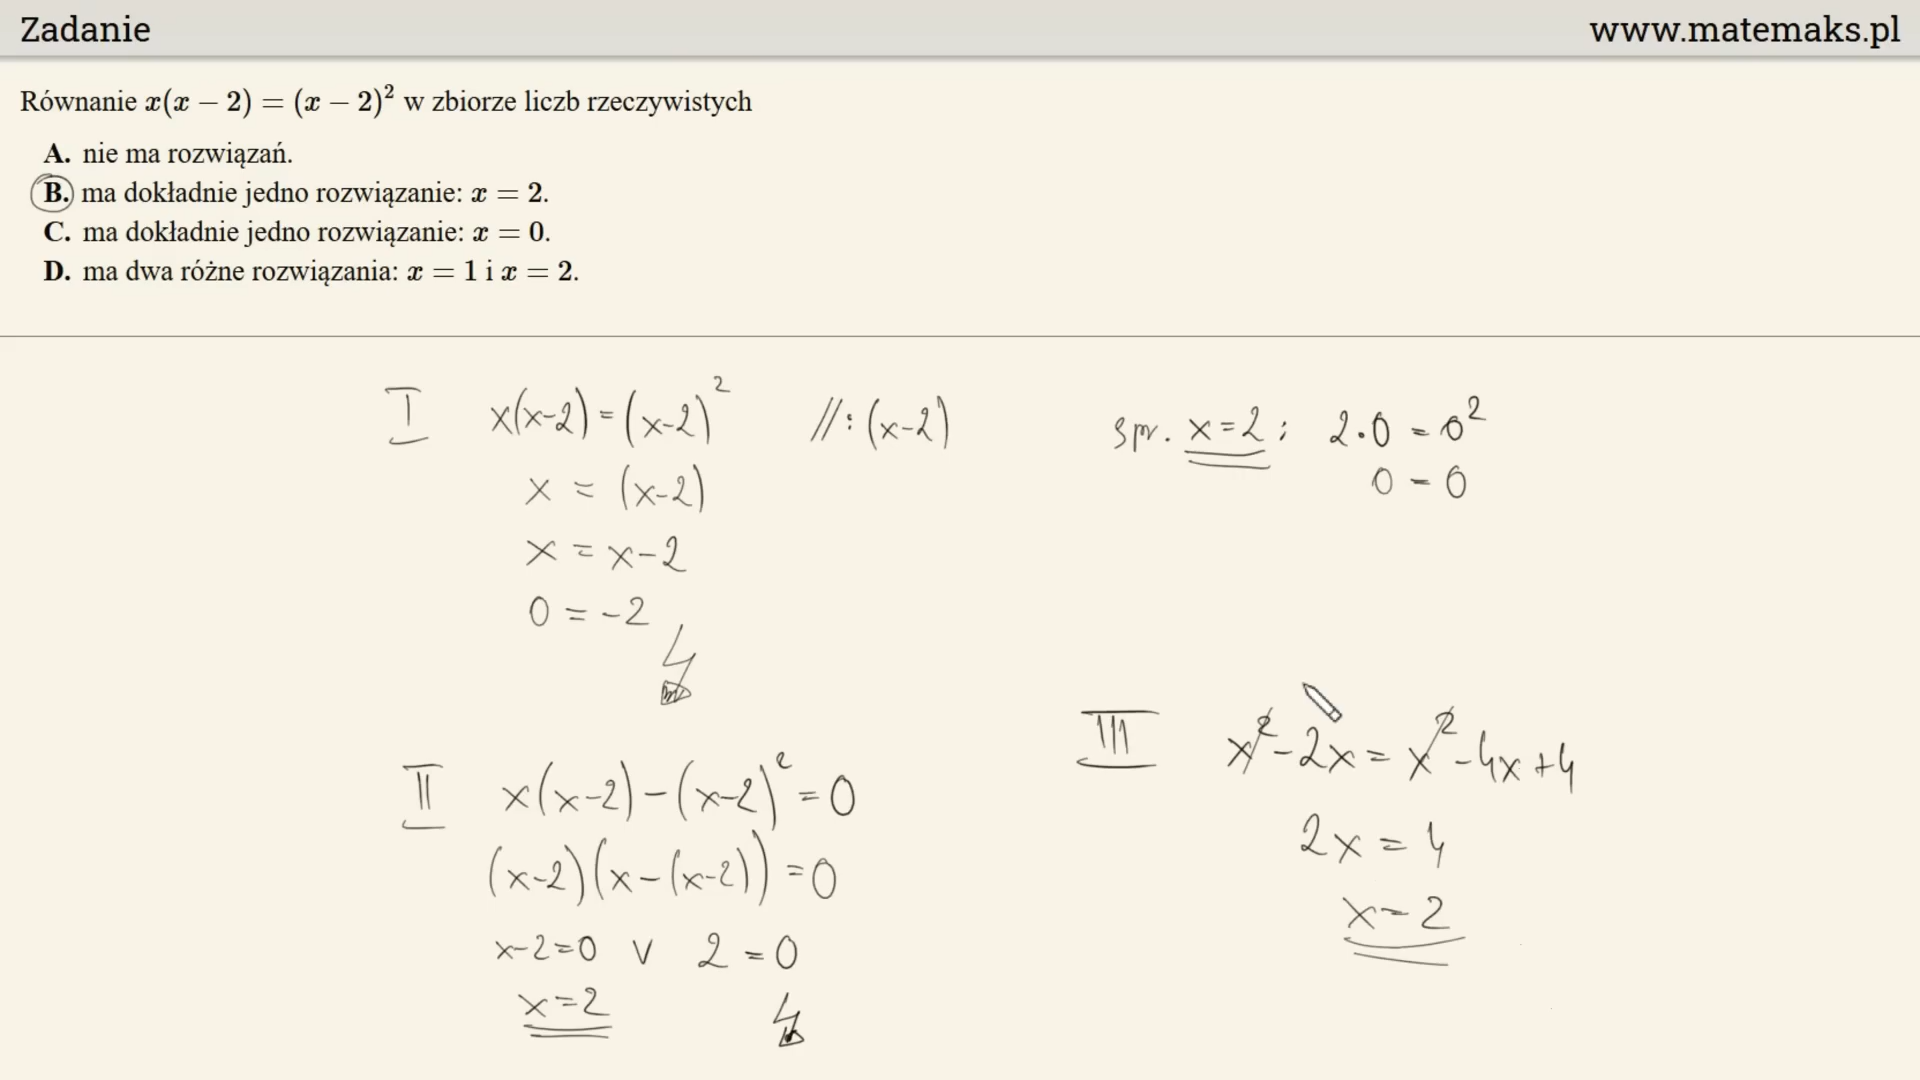 Zadanie
www.matemaks.pl
Równanie x(x − 2) = (x − 2)² w zbiorze liczb rzeczywistych
A. nie ma rozwiązań.
B. ma dokładnie jedno rozwiązanie: x = 2.
C. ma dokładnie jedno rozwiązanie: x = 0.
D. ma dwa różne rozwiązania: x = 1 i x = 2.
I x(x-2) = (x-2)² //:(x-2)
x = (x-2)
x = x-2
0 = -2
spr. x=2; 2·0 = 0²
0 = 0
II x(x-2)-(x-2)² = 0
(x-2)(x-(x-2)) = 0
x-2=0 v 2 = 0
x=2
III x²-2x = x²-4x+4
2x = 4
x=2